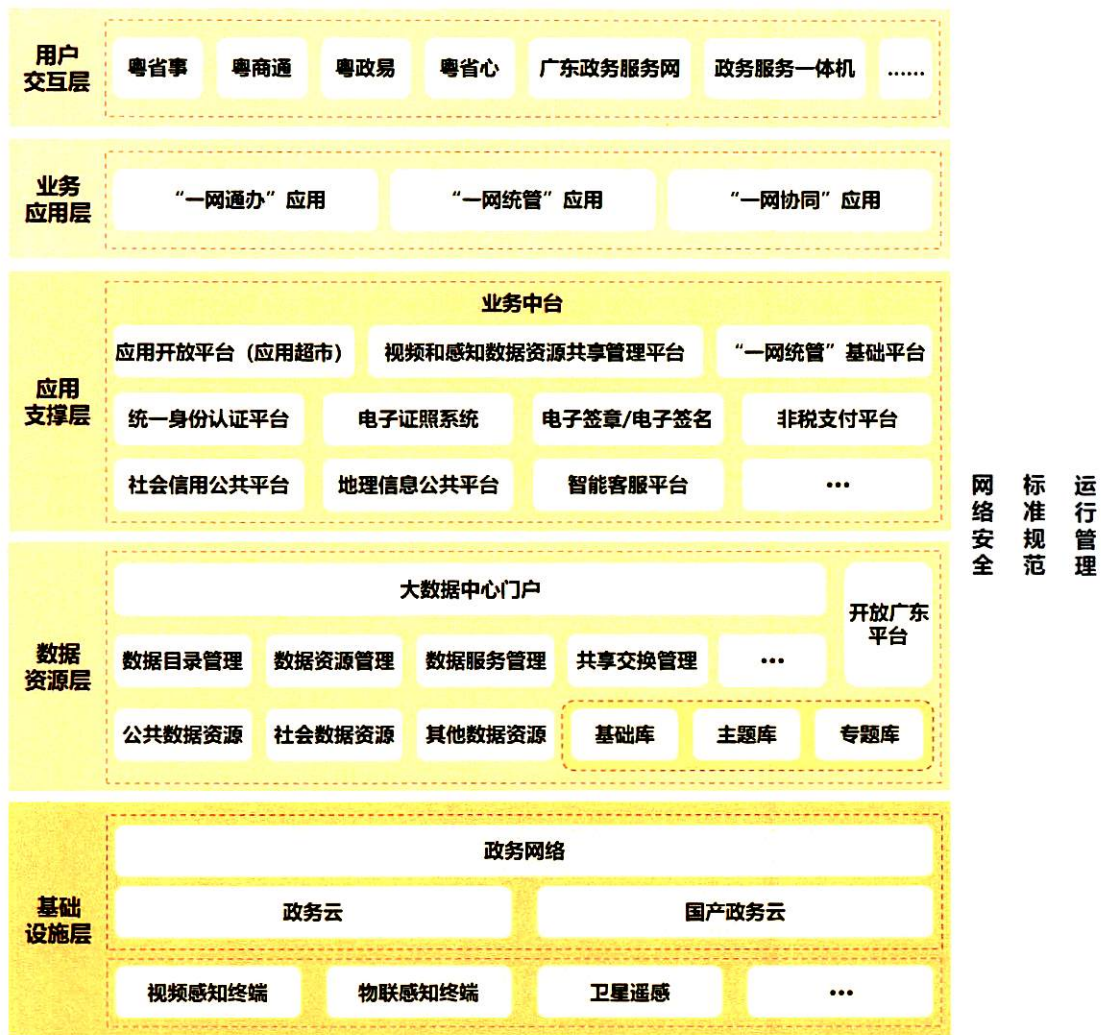 用户
交互层
粤省事
粤商通
粤政易
粤省心
广东政务服务网
政务服务一体机
......
业务
应用层
“一网通办”应用
“一网统管”应用
“一网协同”应用
应用
支撑层
业务中台
应用开放平台（应用超市）
视频和感知数据资源共享管理平台
“一网统管”基础平台
统一身份认证平台
电子证照系统
电子签章/电子签名
非税支付平台
社会信用公共平台
地理信息公共平台
智能客服平台
...
数据
资源层
大数据中心门户
开放广东
平台
数据目录管理
数据资源管理
数据服务管理
共享交换管理
...
公共数据资源
社会数据资源
其他数据资源
基础库
主题库
专题库
基础
设施层
政务网络
政务云
国产政务云
视频感知终端
物联感知终端
卫星遥感
...
网络安全
标准规范
运行管理